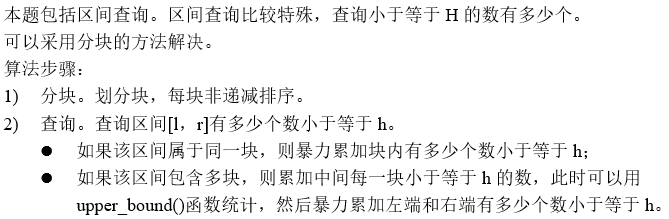 本题包括区间查询。区间查询比较特殊，查询小于等于 H 的数有多少个。
可以采用分块的方法解决。
算法步骤：
1) 分块。划分块，每块非递减排序。
2) 查询。查询区间[l，r]有多少个数小于等于 h。
● 如果该区间属于同一块，则暴力累加块内有多少个数小于等于 h；
● 如果该区间包含多块，则累加中间每一块小于等于 h 的数，此时可以用
upper_bound()函数统计，然后暴力累加左端和右端有多少个数小于等于 h。